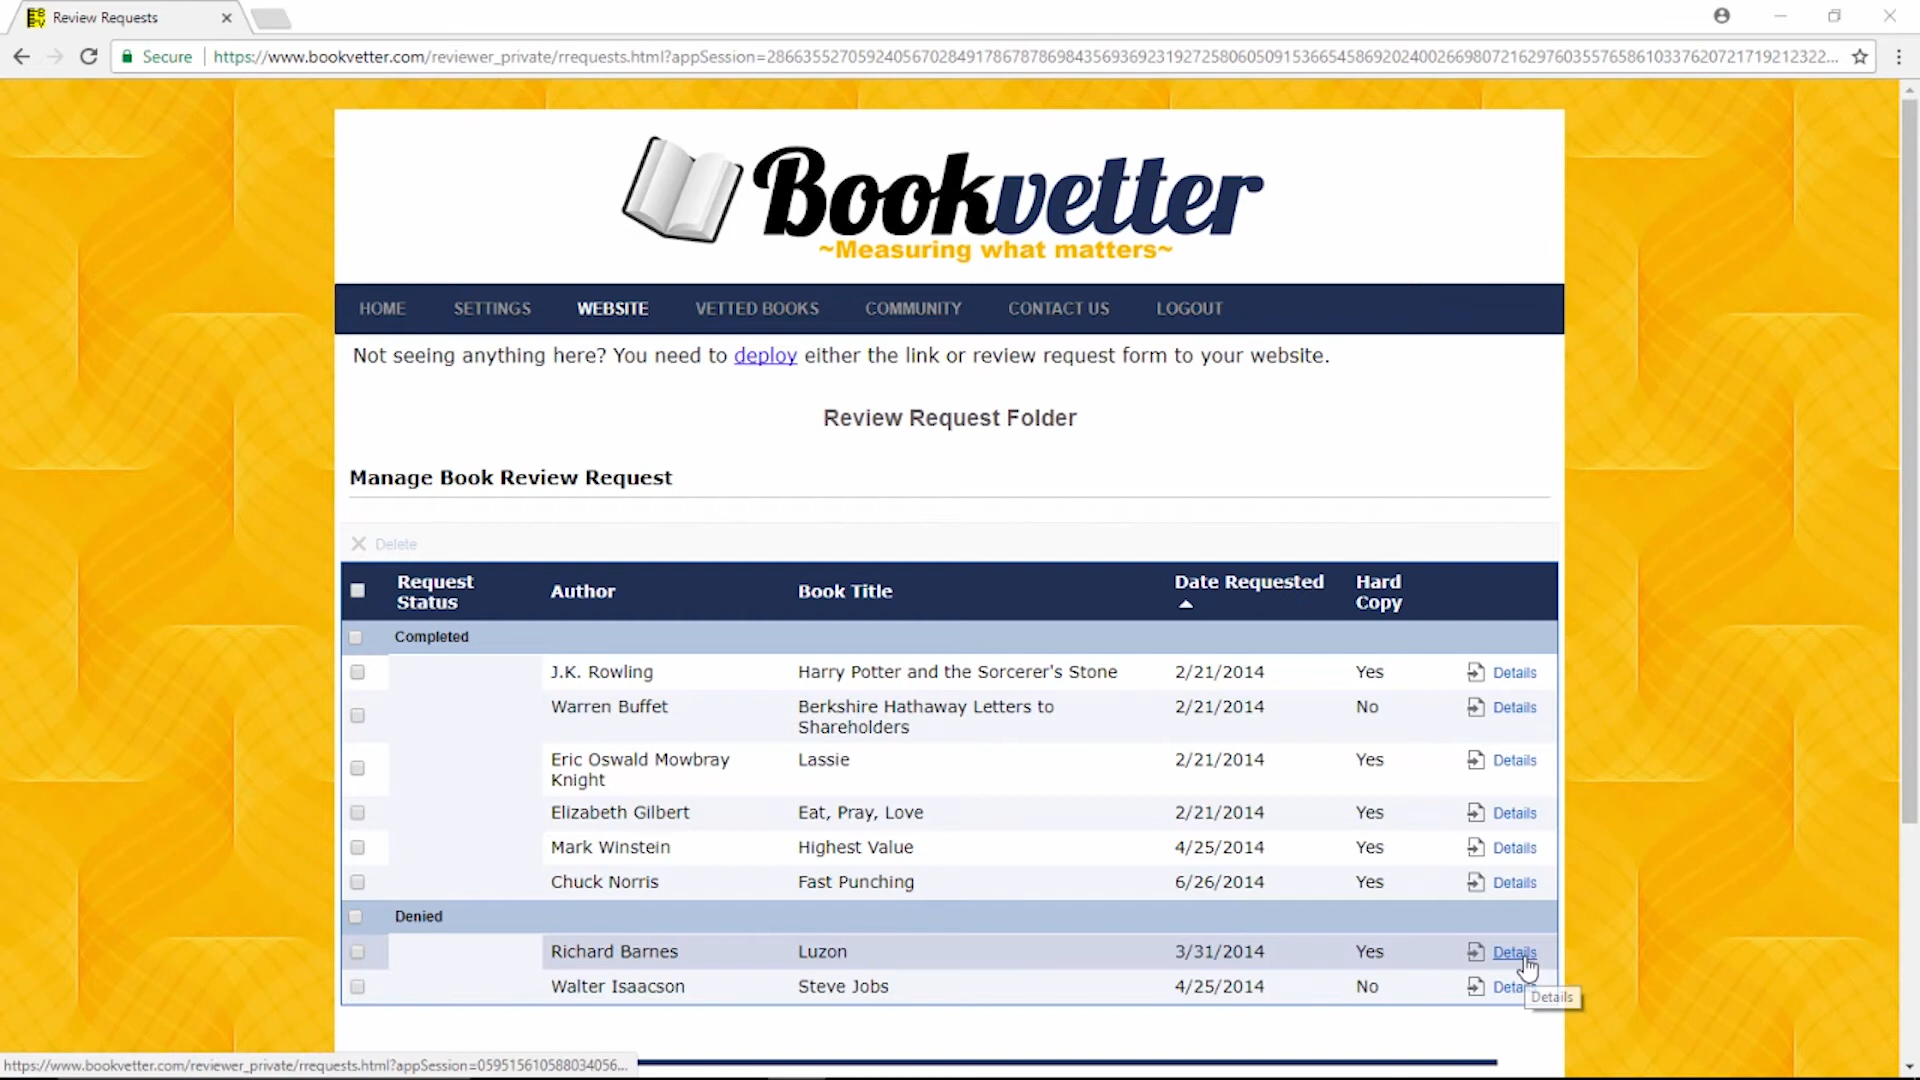 Review Requests
Secure https://www.bookvetter.com/reviewer_private/rrequests.html?appSession=
Bookvetter
~Measuring what matters~
HOME SETTINGS WEBSITE VETTED BOOKS COMMUNITY CONTACT US LOGOUT
Not seeing anything here? You need to deploy either the link or review request form to your website.
Review Request Folder
Manage Book Review Request
Delete
Request Status Author Book Title Date Requested Hard Copy
Completed
J.K. Rowling Harry Potter and the Sorcerer's Stone 2/21/2014 Yes Details
Warren Buffet Berkshire Hathaway Letters to Shareholders 2/21/2014 No Details
Eric Oswald Mowbray Knight Lassie 2/21/2014 Yes Details
Elizabeth Gilbert Eat, Pray, Love 2/21/2014 Yes Details
Mark Winstein Highest Value 4/25/2014 Yes Details
Chuck Norris Fast Punching 6/26/2014 Yes Details
Denied
Richard Barnes Luzon 3/31/2014 Yes Details
Walter Isaacson Steve Jobs 4/25/2014 No
Details
https://www.bookvetter.com/reviewer_private/rrequests.html?appSession=059515610588034056...